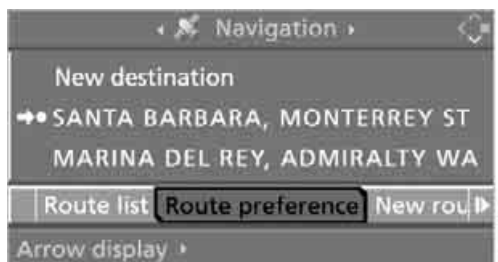 Navigation
New destination
SANTA BARBARA, MONTERREY ST
MARINA DEL REY, ADMIRALTY WA
Route list Route preference New rou
Arrow display